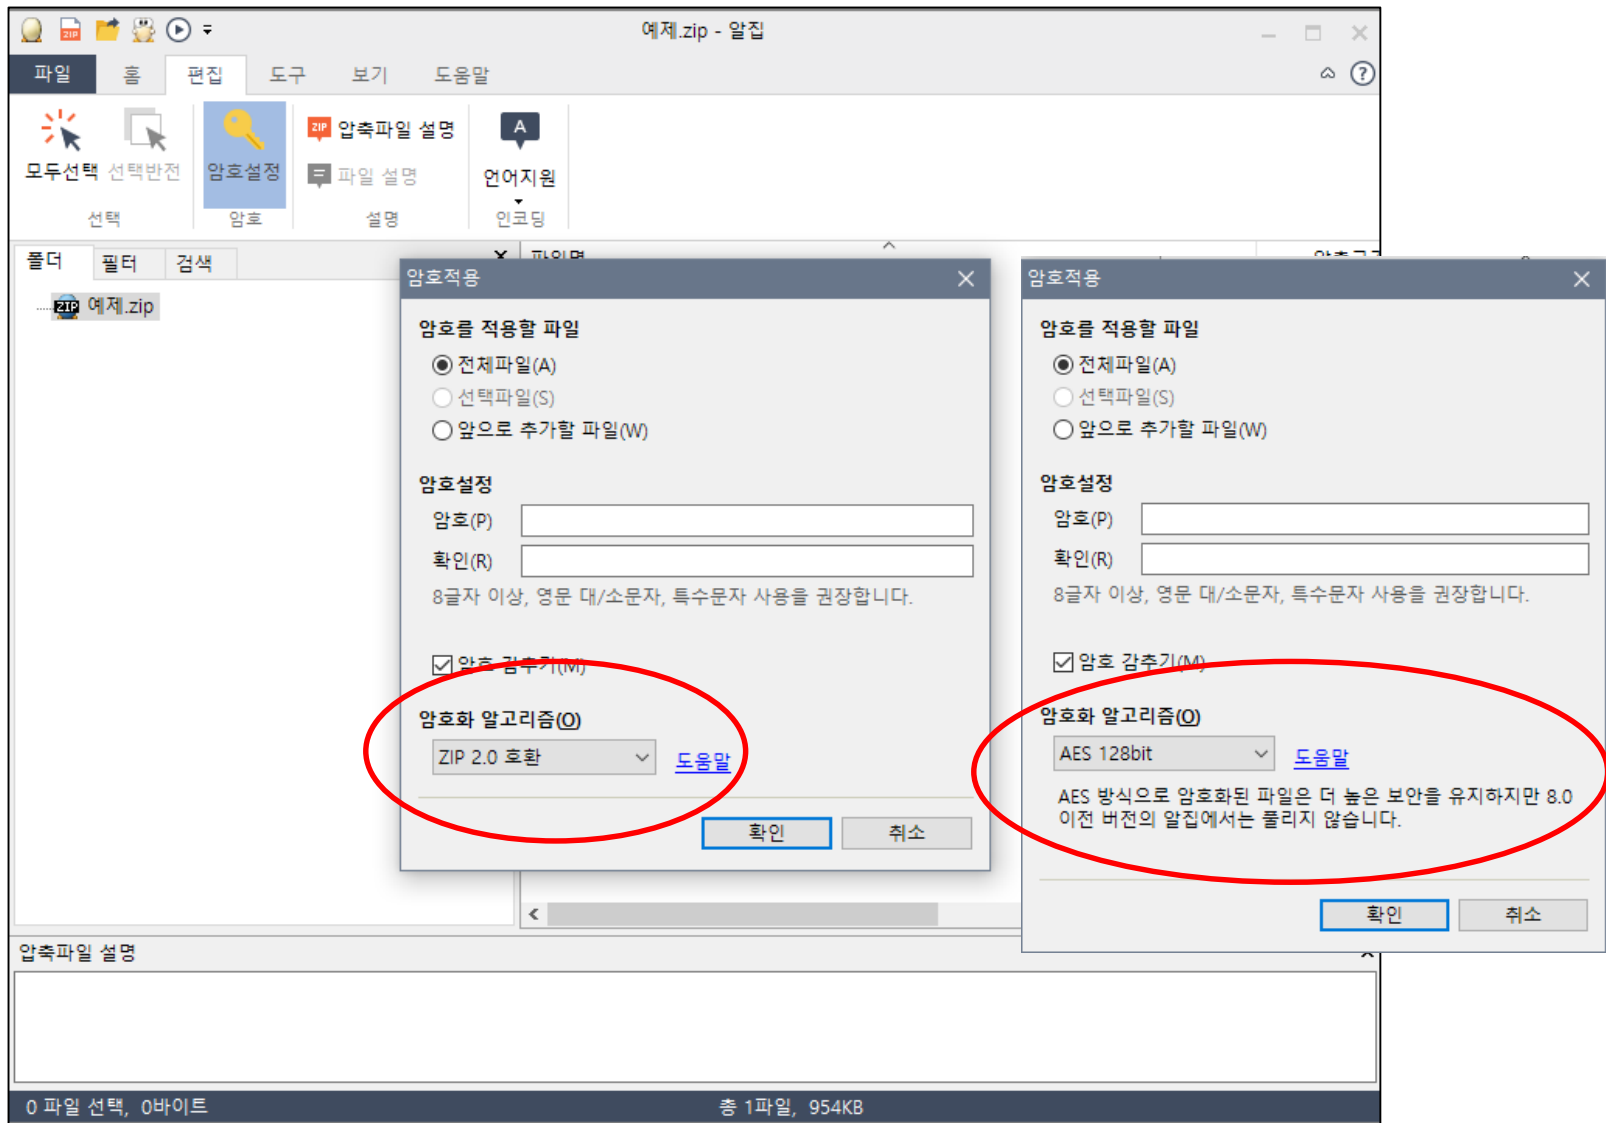 예제.zip - 알집
파일 홈 편집 도구 보기 도움말
모두선택 선택반전 암호설정 ZIP 압축파일 설명 파일 설명 A 언어지원
선택 암호 설명 인코딩
폴더 필터 검색
파일명
ZIP 예제.zip
암호적용
암호를 적용할 파일
전체파일(A)
선택파일(S)
앞으로 추가할 파일(W)
암호설정
암호(P)
확인(R)
8글자 이상, 영문 대/소문자, 특수문자 사용을 권장합니다.
암호 감추기(M)
암호화 알고리즘(O)
ZIP 2.0 호환 도움말
확인 취소
암호적용
암호를 적용할 파일
전체파일(A)
선택파일(S)
앞으로 추가할 파일(W)
암호설정
암호(P)
확인(R)
8글자 이상, 영문 대/소문자, 특수문자 사용을 권장합니다.
암호 감추기(M)
암호화 알고리즘(O)
AES 128bit 도움말
AES 방식으로 암호화된 파일은 더 높은 보안을 유지하지만 8.0
이전 버전의 알집에서는 풀리지 않습니다.
확인 취소
압축파일 설명
0 파일 선택, 0바이트 총 1파일, 954KB